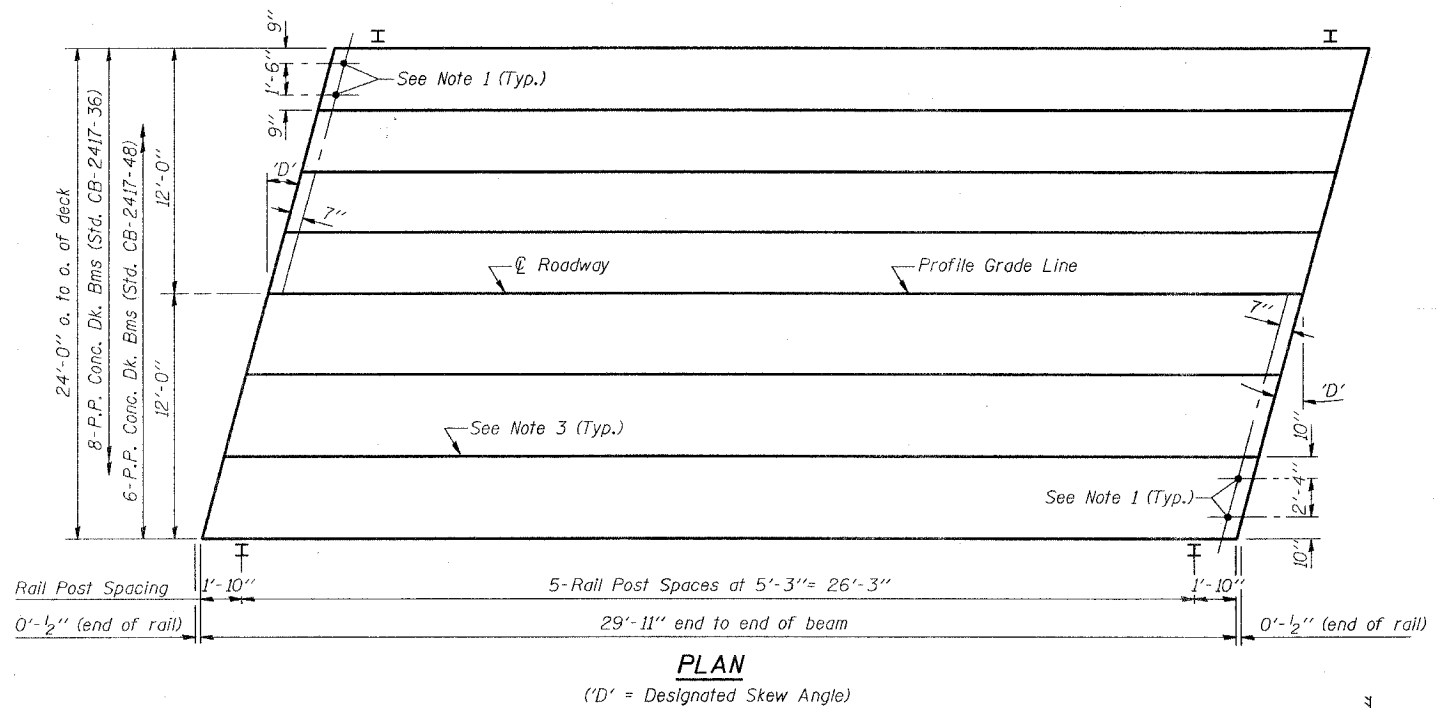 9"
1'-6"
9"
See Note 1 (Typ.)
24'-0" o. to o. of deck
8-P.P. Conc. Dk. Bms (Std. CB-2417-36)
6-P.P. Conc. Dk. Bms (Std. CB-2417-48)
12'-0"
12'-0"
'D'
7"
℄ Roadway
Profile Grade Line
7"
'D'
See Note 3 (Typ.)
See Note 1 (Typ.)
10"
2'-4"
10"
Rail Post Spacing
1'-10"
5-Rail Post Spaces at 5'-3"= 26'-3"
1'-10"
0'-½" (end of rail)
29'-11" end to end of beam
0'-½" (end of rail)
PLAN
('D' = Designated Skew Angle)